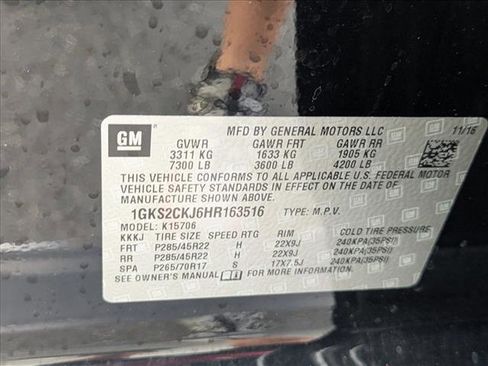 GM
MFD BY GENERAL MOTORS LLC 11/16
GVWR GAWR FRT GAWR RR
3311 KG 1633 KG 1905 KG
7300 LB 3600 LB 4200 LB
THIS VEHICLE CONFORMS TO ALL APPLICABLE U.S. FEDERAL MOTOR
VEHICLE SAFETY AND THEFT PREVENTION STANDARDS IN EFFECT ON THE DATE OF
MANUFACTURE SHOWN ABOVE.
1GKS2CKJ6HR163516 TYPE: M.P.V.
MODEL: K15706
KKKJ TIRE SIZE SPEED RTG RIM COLD TIRE PRESSURE
FRT P285/45R22 H 22X9J 240KPA(35PSI)
RR P285/45R22 H 22X9J 240KPA(35PSI)
SPA P265/70R17 S 17X7.5J 240KPA(35PSI)
SEE OWNER'S MANUAL